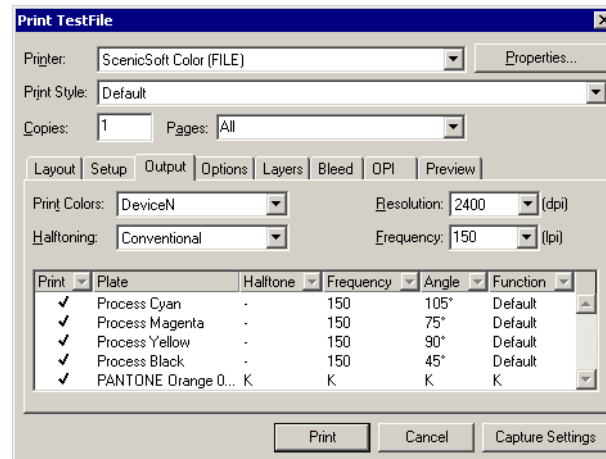 Print TestFile
Printer: ScenicSoft Color (FILE) Properties...
Print Style: Default
Copies: 1 Pages: All
Layout Setup Output Options Layers Bleed OPI Preview
Print Colors: DeviceN Resolution: 2400 (dpi)
Halftoning: Conventional Frequency: 150 (lpi)
Print Plate Halftone Frequency Angle Function
Process Cyan - 150 105° Default
Process Magenta - 150 75° Default
Process Yellow - 150 90° Default
Process Black - 150 45° Default
PANTONE Orange 0... K K K K
Print Cancel Capture Settings